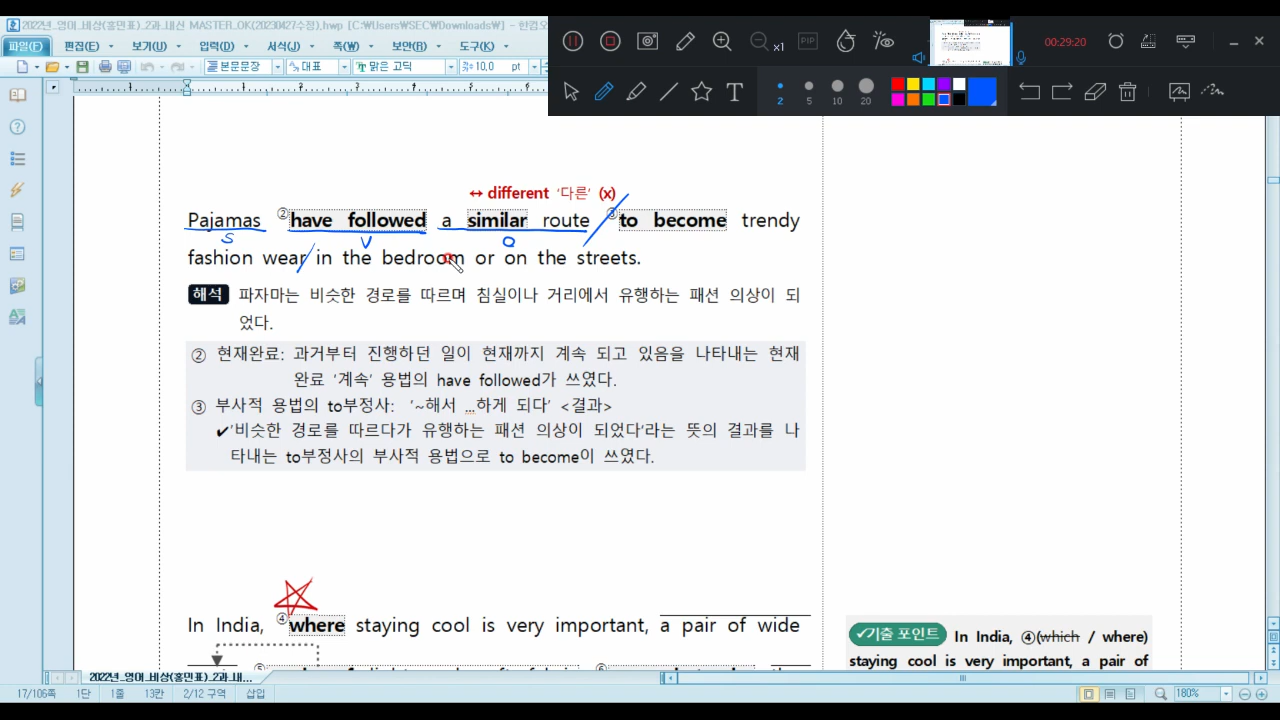 2022년_영어_비상(홍민표)_2과_내신 MASTER_OK(20230427수정).hwp [C:₩Users₩SEC₩Downloads₩] - 한컴오
파일(F) 편집(E) 보기(U) 입력(D) 서식(J) 쪽(W) 보안(B) 도구(K)
본문문장 대표 맑은 고딕 10.0 pt
x1 PIP 00:29:20
T 2 5 10 20
↔ different '다른' (x)
Pajamas ②have followed a similar route ③to become trendy
S V O
fashion wear in the bedroom or on the streets.
해석 파자마는 비슷한 경로를 따르며 침실이나 거리에서 유행하는 패션 의상이 되
었다.
② 현재완료: 과거부터 진행하던 일이 현재까지 계속 되고 있음을 나타내는 현재
완료 '계속' 용법의 have followed가 쓰였다.
③ 부사적 용법의 to부정사: '~해서 ...하게 되다' <결과>
✔'비슷한 경로를 따르다가 유행하는 패션 의상이 되었다'라는 뜻의 결과를 나
타내는 to부정사의 부사적 용법으로 to become이 쓰였다.
In India, ④where staying cool is very important, a pair of wide
✓기출 포인트 In India, ④(which / where)
staying cool is very important, a pair of
2022년_영어_비상(홍민표)_2과-내...
17/106쪽 1단 1줄 13칸 2/12 구역 삽입 180%